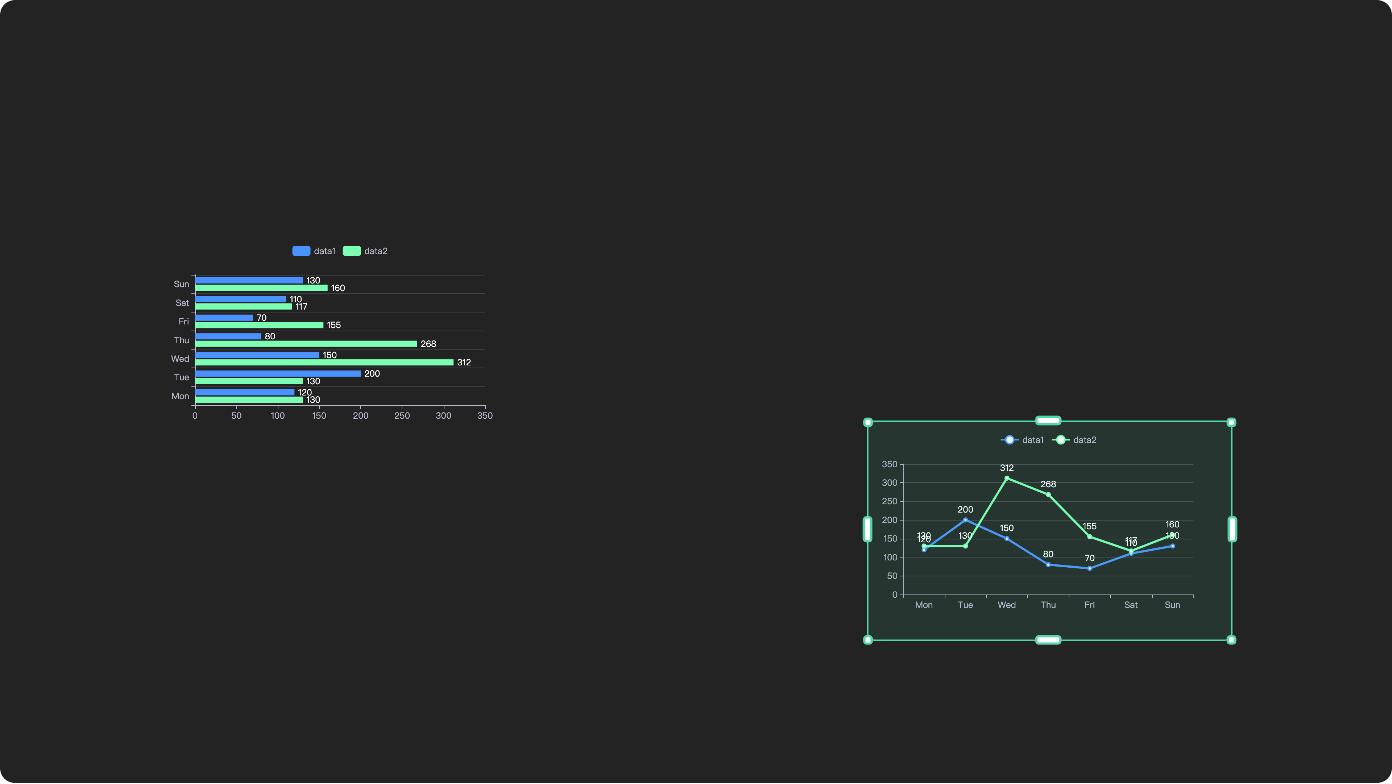 data1 data2
Sun 130
160
Sat 110
117
Fri 70
155
Thu 80
268
Wed 150
312
Tue 200
130
Mon 120
130
0 50 100 150 200 250 300 350
data1 data2
350
300
250
200
150
100
50
0
312
268
200
150
155
160
130
120
130
80
70
117
110
130
Mon Tue Wed Thu Fri Sat Sun